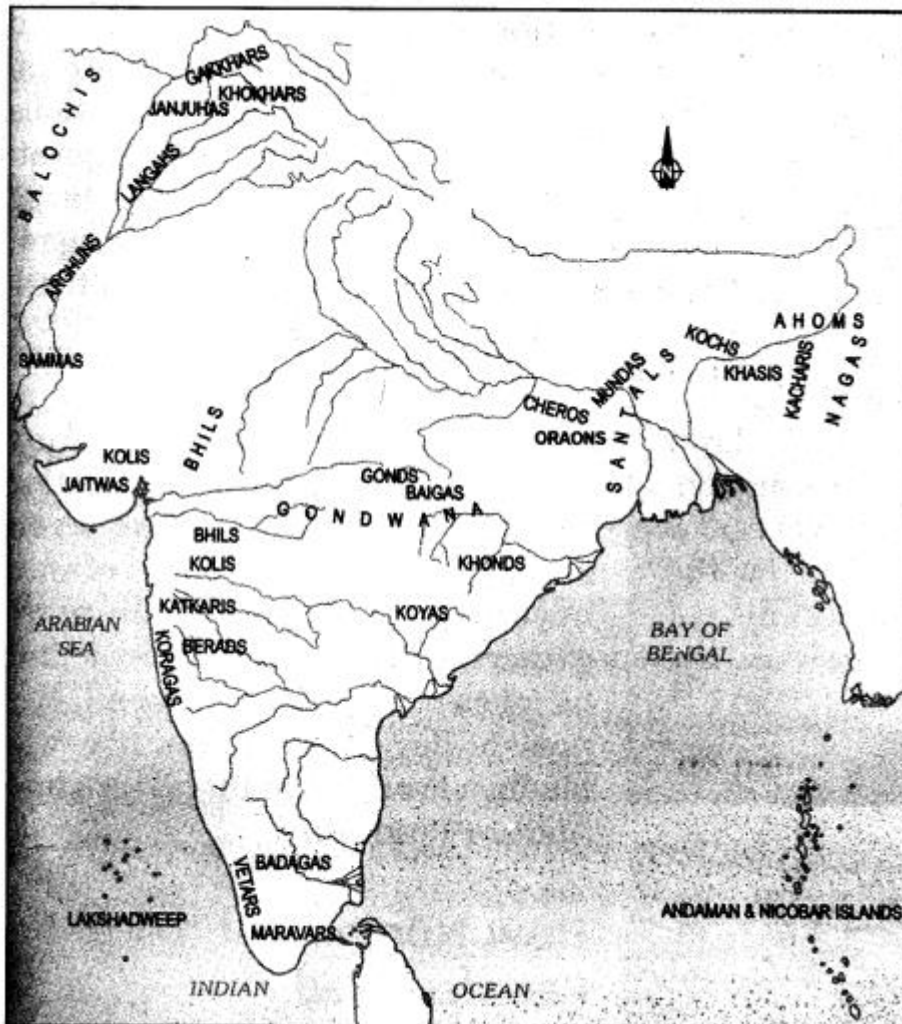 GAKKHARS
KHOKHARS
JANJUHAS
BALOCHIS
LANGAHS
ARGHUNS
N
SAMMAS
AHOMS
KOCHS
KHASIS
KACHARIS
NAGAS
MUNDAS
CHEROS
SANTALS
ORAONS
BHILS
KOLIS
JAITWAS
GONDS
BAIGAS
GONDWANA
BHILS
KHONDS
KOLIS
KATKARIS
KOYAS
ARABIAN
SEA
BERADS
KORAGAS
BAY OF
BENGAL
BADAGAS
VETARS
LAKSHADWEEP
MARAVARS
ANDAMAN & NICOBAR ISLANDS
INDIAN
OCEAN